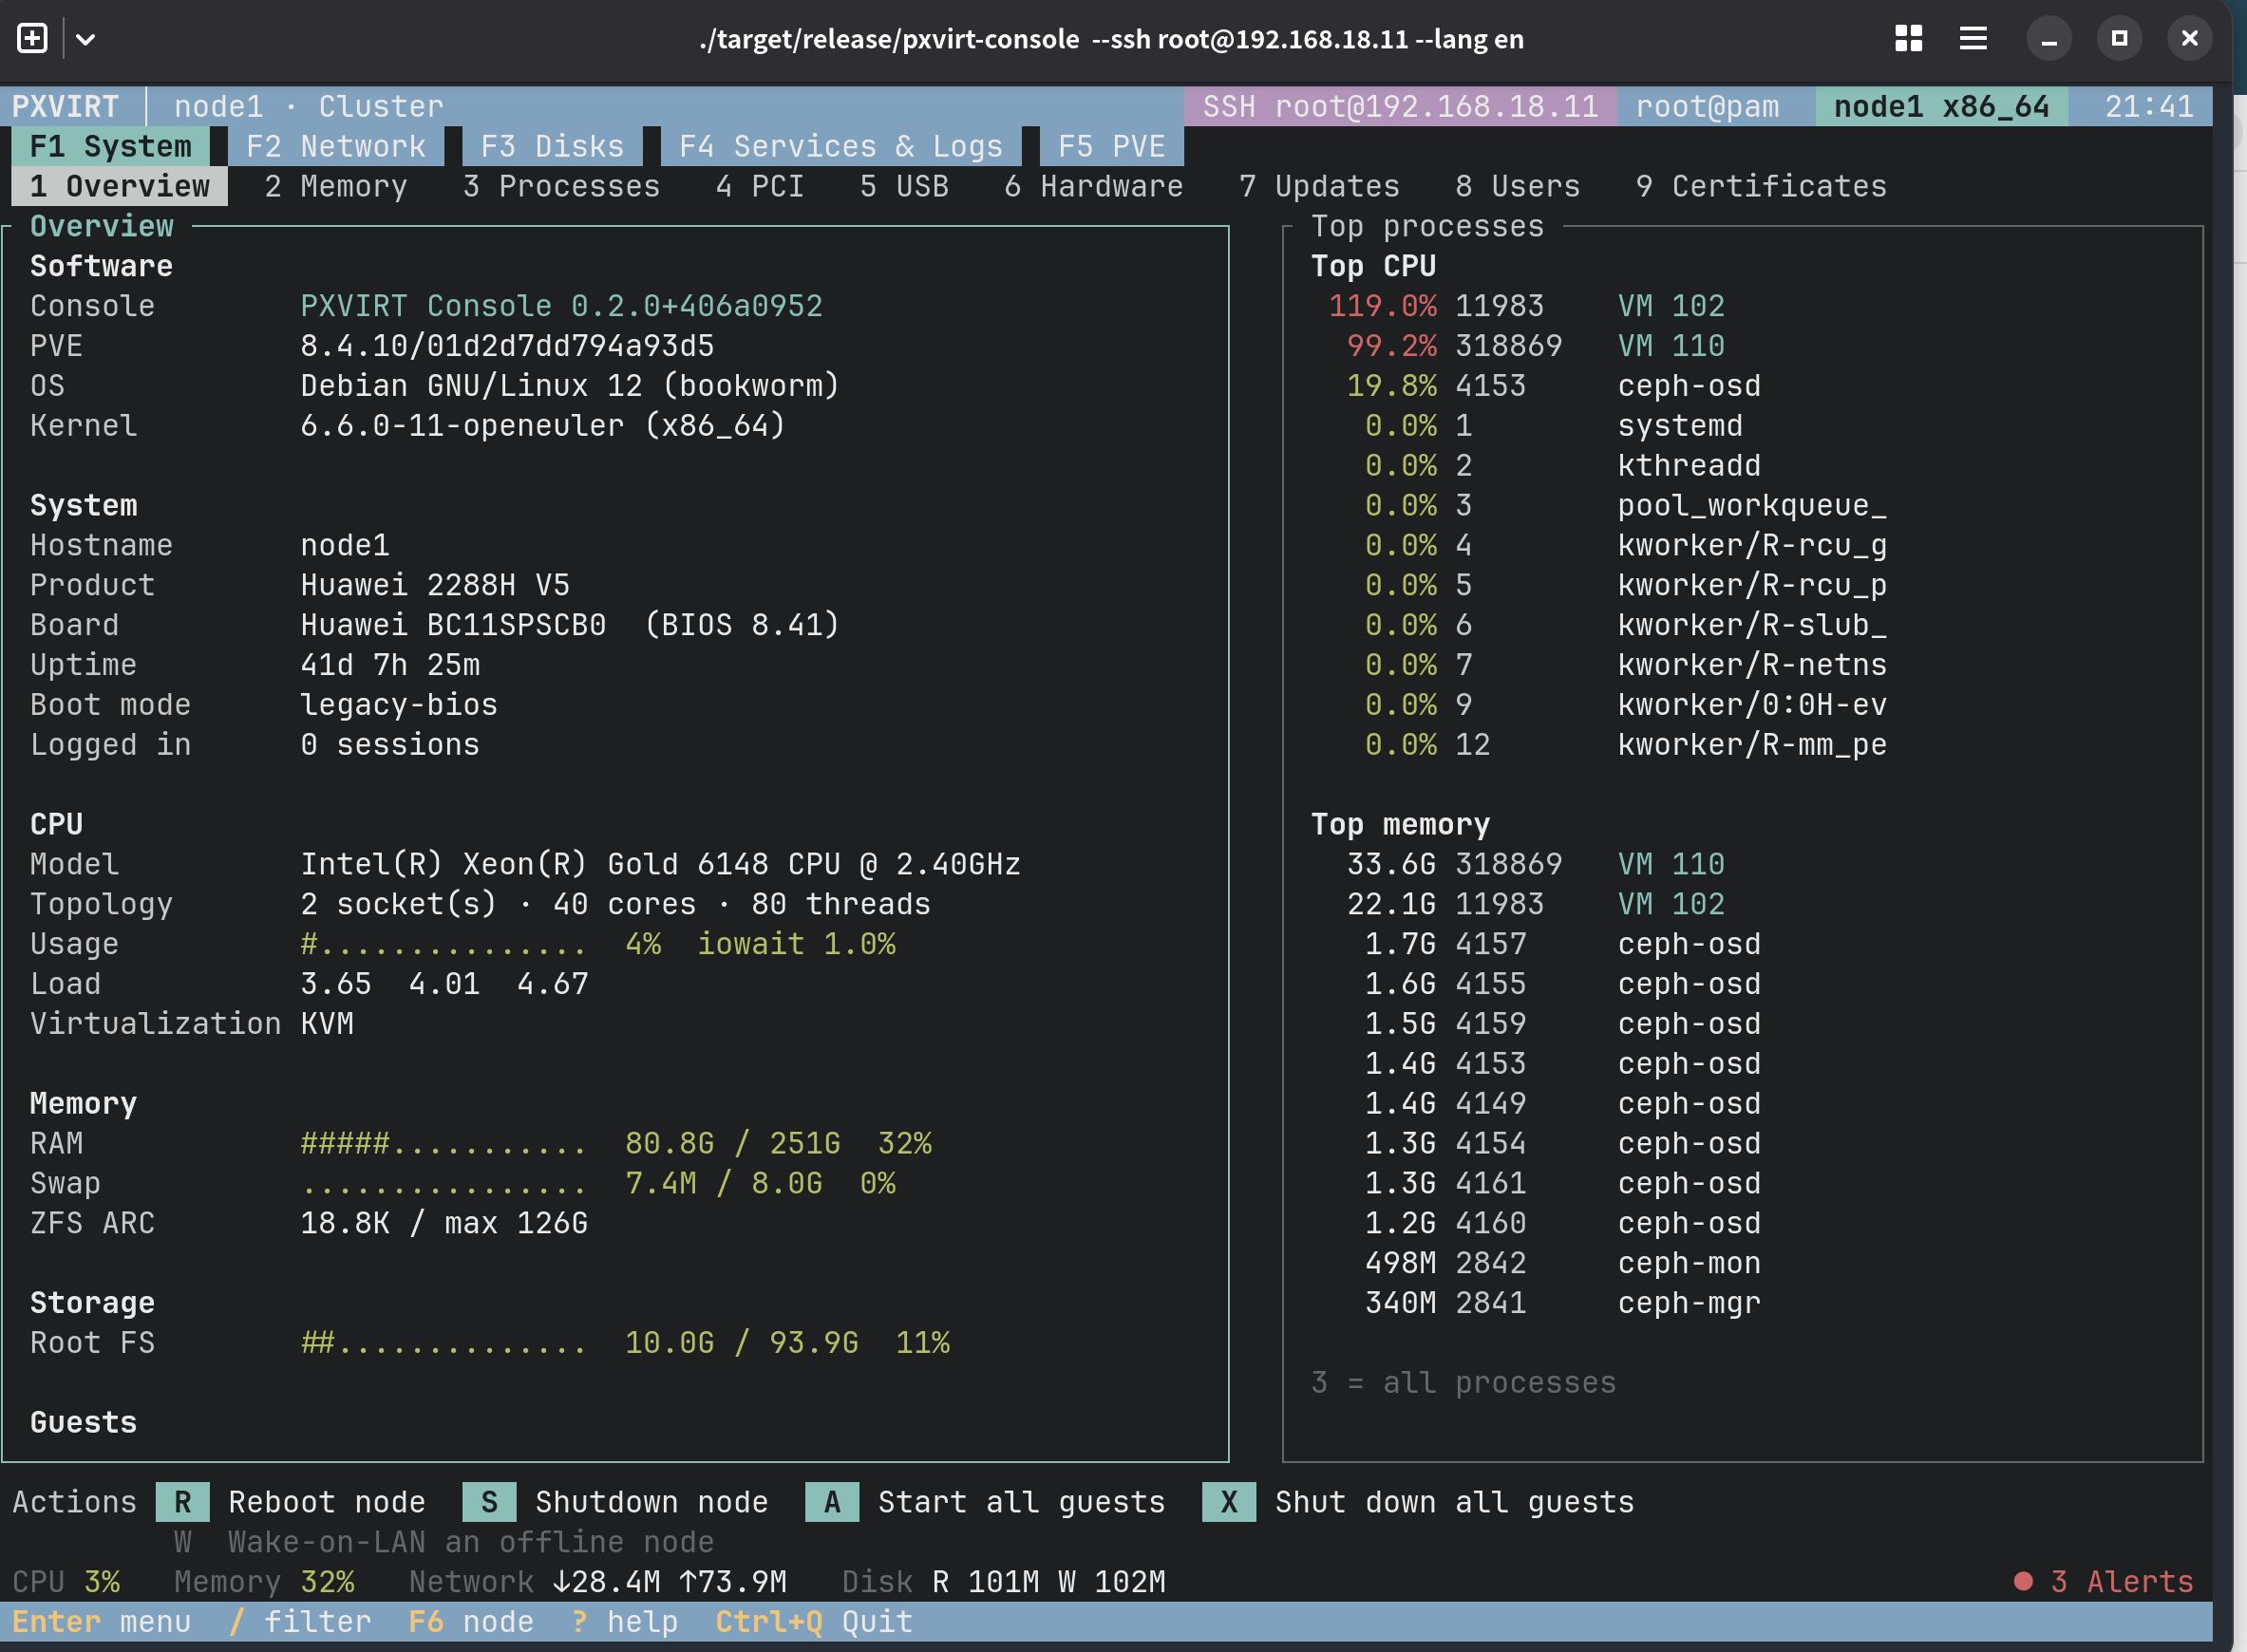 ./target/release/pxvirt-console --ssh root@192.168.18.11 --lang en
PXVIRT node1 · Cluster SSH root@192.168.18.11 root@pam node1 x86_64 21:41
F1 System F2 Network F3 Disks F4 Services & Logs F5 PVE
1 Overview 2 Memory 3 Processes 4 PCI 5 USB 6 Hardware 7 Updates 8 Users 9 Certificates
Overview
Software
Console PXVIRT Console 0.2.0+406a0952
PVE 8.4.10/01d2d7dd794a93d5
OS Debian GNU/Linux 12 (bookworm)
Kernel 6.6.0-11-openeuler (x86_64)
System
Hostname node1
Product Huawei 2288H V5
Board Huawei BC11SPSCB0 (BIOS 8.41)
Uptime 41d 7h 25m
Boot mode legacy-bios
Logged in 0 sessions
CPU
Model Intel(R) Xeon(R) Gold 6148 CPU @ 2.40GHz
Topology 2 socket(s) · 40 cores · 80 threads
Usage #............... 4% iowait 1.0%
Load 3.65 4.01 4.67
Virtualization KVM
Memory
RAM #####........... 80.8G / 251G 32%
Swap ................ 7.4M / 8.0G 0%
ZFS ARC 18.8K / max 126G
Storage
Root FS ##.............. 10.0G / 93.9G 11%
Guests
Top processes
Top CPU
119.0% 11983 VM 102
99.2% 318869 VM 110
19.8% 4153 ceph-osd
0.0% 1 systemd
0.0% 2 kthreadd
0.0% 3 pool_workqueue_
0.0% 4 kworker/R-rcu_g
0.0% 5 kworker/R-rcu_p
0.0% 6 kworker/R-slub_
0.0% 7 kworker/R-netns
0.0% 9 kworker/0:0H-ev
0.0% 12 kworker/R-mm_pe
Top memory
33.6G 318869 VM 110
22.1G 11983 VM 102
1.7G 4157 ceph-osd
1.6G 4155 ceph-osd
1.5G 4159 ceph-osd
1.4G 4153 ceph-osd
1.4G 4149 ceph-osd
1.3G 4154 ceph-osd
1.3G 4161 ceph-osd
1.2G 4160 ceph-osd
498M 2842 ceph-mon
340M 2841 ceph-mgr
3 = all processes
Actions R Reboot node S Shutdown node A Start all guests X Shut down all guests
W Wake-on-LAN an offline node
CPU 3% Memory 32% Network ↓28.4M ↑73.9M Disk R 101M W 102M ● 3 Alerts
Enter menu / filter F6 node ? help Ctrl+Q Quit